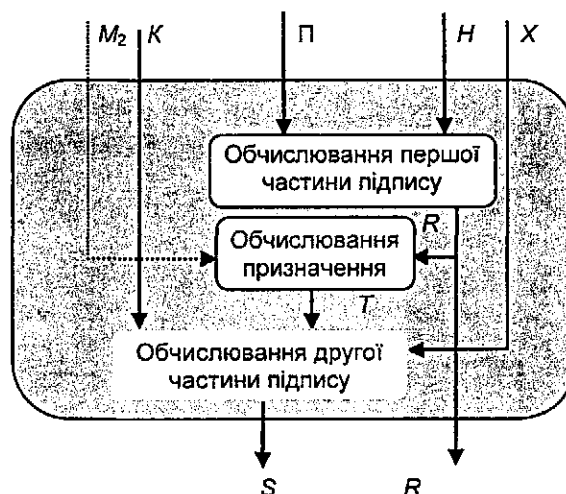 M₂ K П H X
Обчислювання першої
частини підпису
R
Обчислювання
призначення
T
Обчислювання другої
частини підпису
S R